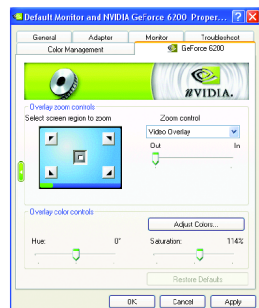 Default Monitor and NVIDIA GeForce 6200 Proper...
General Adapter Monitor Troubleshoot
Color Management GeForce 6200
NVIDIA.
Overlay zoom controls
Select screen region to zoom Zoom control
Video Overlay
Out In
Overlay color controls
Adjust Colors...
Hue: 0° Saturation: 114%
Restore Defaults
OK Cancel Apply